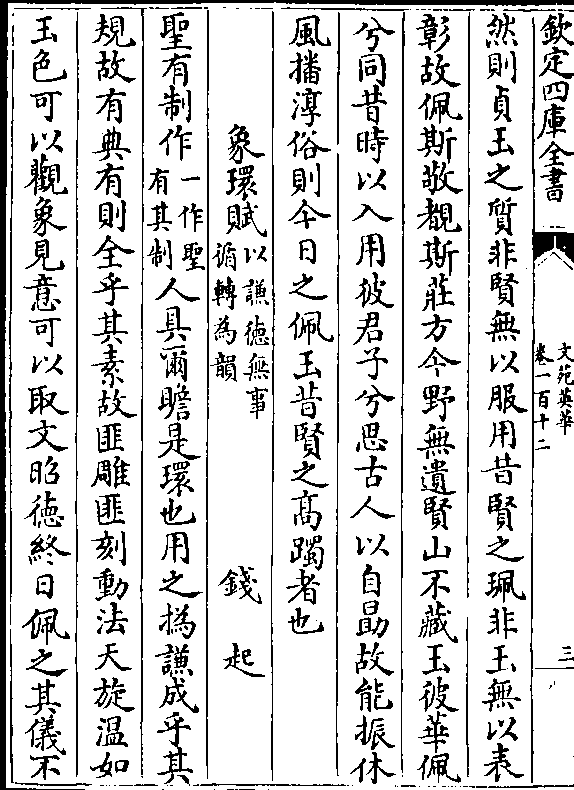 欽定四庫全書
文苑英華
卷一百十二
三
然則貞玉之質非賢無以服用昔賢之珮非玉無以表
彰故佩斯敬覩斯莊方今野無遺賢山不藏玉彼華佩
兮同昔時以入用彼君子兮思古人以自勗故能振休
風播淳俗則今日之佩玉昔賢之髙躅者也
象環賦以謙徳無事循轉為韻 錢起
聖有制作一作聖有其制人具爾瞻是環也用之撝謙成乎其
規故有典有則全乎其素故匪雕匪刻動法天旋温如
玉色可以觀象見意可以取文昭徳終日佩之其儀不